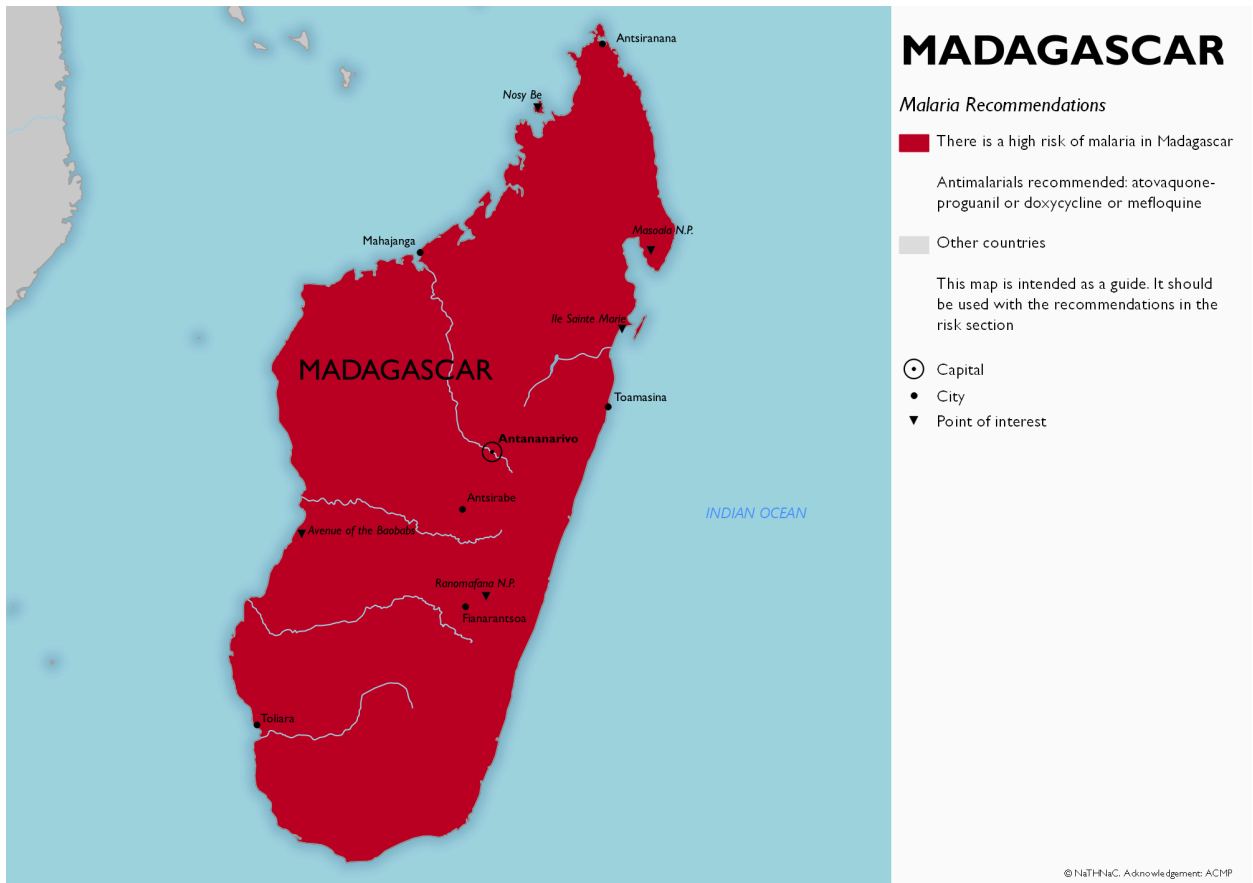 MADAGASCAR
Malaria Recommendations
There is a high risk of malaria in Madagascar
Antimalarials recommended: atovaquone-
proguanil or doxycycline or mefloquine
Other countries
This map is intended as a guide. It should
be used with the recommendations in the
risk section
Capital
City
Point of interest
Antsiranana
Nosy Be
Masoala N.P.
Mahajanga
Ile Sainte Marie
MADAGASCAR
Toamasina
Antananarivo
Antsirabe
INDIAN OCEAN
Avenue of the Baobabs
Ranomafana N.P.
Fianarantsoa
Toliara
© NaTHNaC. Acknowledgement: ACMP